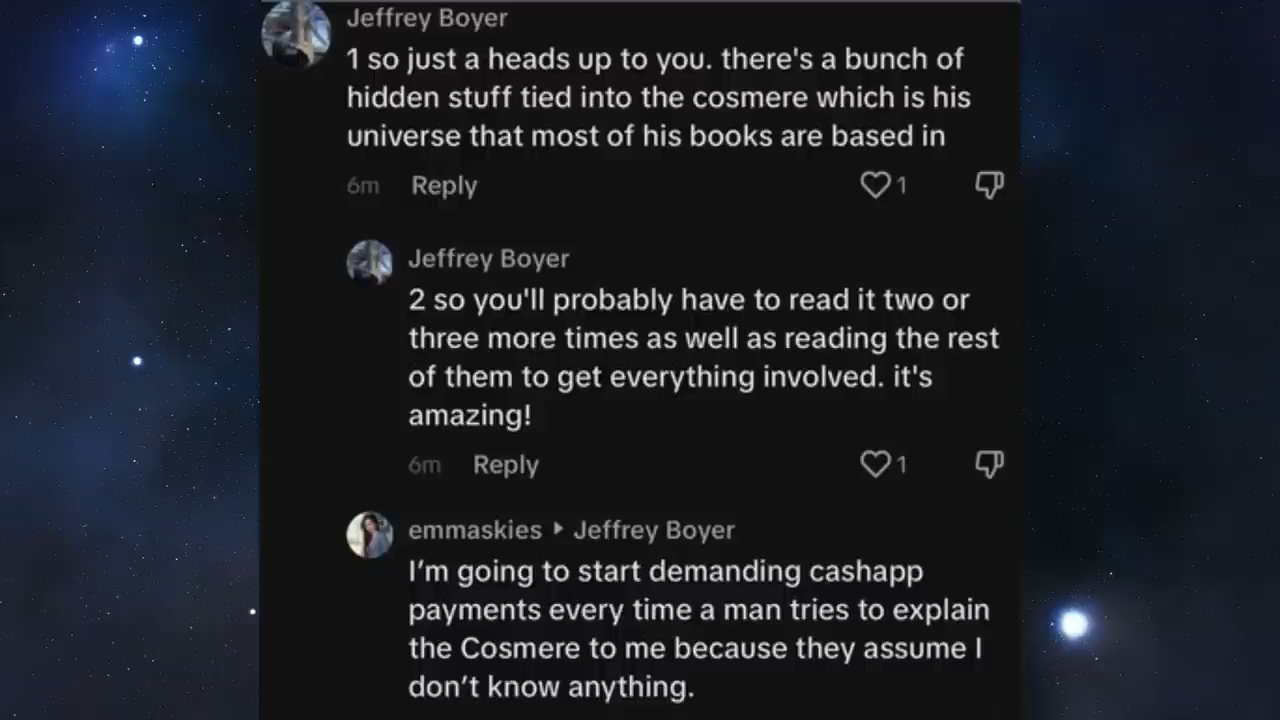 Jeffrey Boyer
1 so just a heads up to you. there's a bunch of
hidden stuff tied into the cosmere which is his
universe that most of his books are based in
6m Reply 1
Jeffrey Boyer
2 so you'll probably have to read it two or
three more times as well as reading the rest
of them to get everything involved. it's
amazing!
6m Reply 1
emmaskies ▸ Jeffrey Boyer
I’m going to start demanding cashapp
payments every time a man tries to explain
the Cosmere to me because they assume I
don’t know anything.